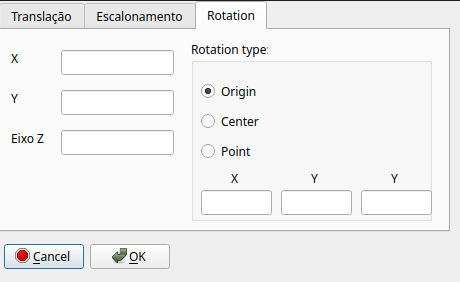 Translação Escalonamento Rotation
X
Y
Eixo Z
Rotation type:
Origin
Center
Point
X Y Y
Cancel OK